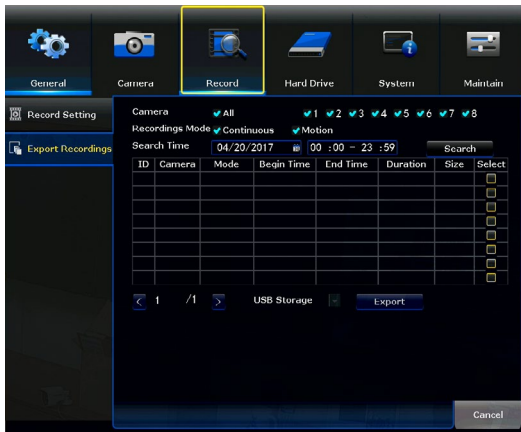 General Camera Record Hard Drive System Maintain
Record Setting
Export Recordings
Camera All 1 2 3 4 5 6 7 8
Recordings Mode Continuous Motion
Search Time 04/20/2017 00 :00 - 23 :59 Search
ID Camera Mode Begin Time End Time Duration Size Select
1 /1 USB Storage Export
Cancel